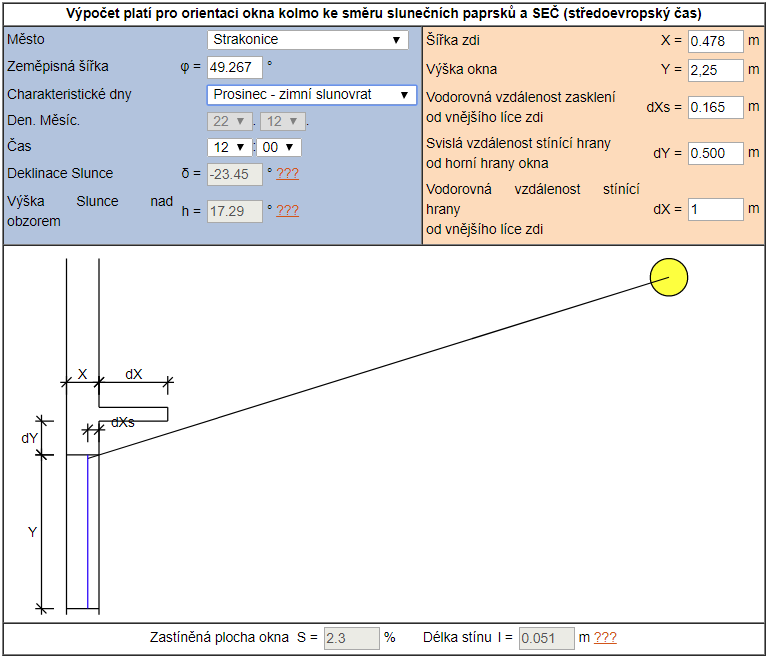 Výpočet platí pro orientaci okna kolmo ke směru slunečních paprsků a SEČ (středoevropský čas)
Město Strakonice ▼
Zeměpisná šířka φ = 49.267 °
Charakteristické dny Prosinec - zimní slunovrat ▼
Den. Měsíc. 22 ▼ . 12 ▼ .
Čas 12 ▼ : 00 ▼
Deklinace Slunce δ = -23.45 ° ???
Výška Slunce nad
obzorem h = 17.29 ° ???
Šířka zdi X = 0.478 m
Výška okna Y = 2,25 m
Vodorovná vzdálenost zasklení
od vnějšího líce zdi dXs = 0.165 m
Svislá vzdálenost stínící hrany
od horní hrany okna dY = 0.500 m
Vodorovná vzdálenost stínící
hrany
od vnějšího líce zdi dX = 1 m
X dX
dXs
dY
Y
Zastíněná plocha okna S = 2.3 % Délka stínu l = 0.051 m ???